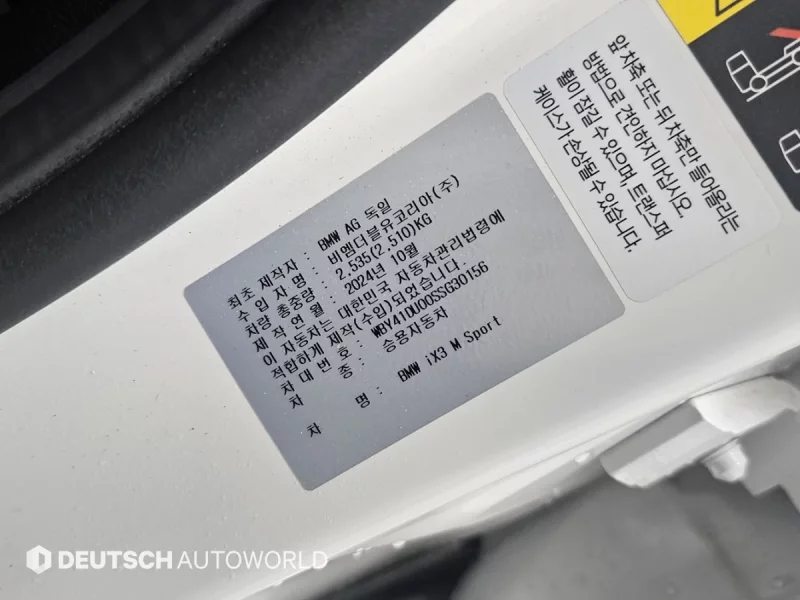 최초 제작자 : BMW AG 독일
수 입 자 명 : 비엠더블유코리아(주)
차량 총중량 : 2,535(2,510)KG
제 작 연 월 : 2024년 10월
이 자동차는 대한민국 자동차관리법령에
적합하게 제작(수입)되었습니다.
차 대 번 호 : WBY41DU00SSG30156
차 종 : 승용자동차
차 명 : BMW iX3 M Sport
앞 차축 또는 뒤 차축만 들어올리는
방법으로 견인하지 마십시오.
휠이 잠길 수 있으며, 트랜스퍼
케이스가 손상될 수 있습니다.
DEUTSCH AUTOWORLD